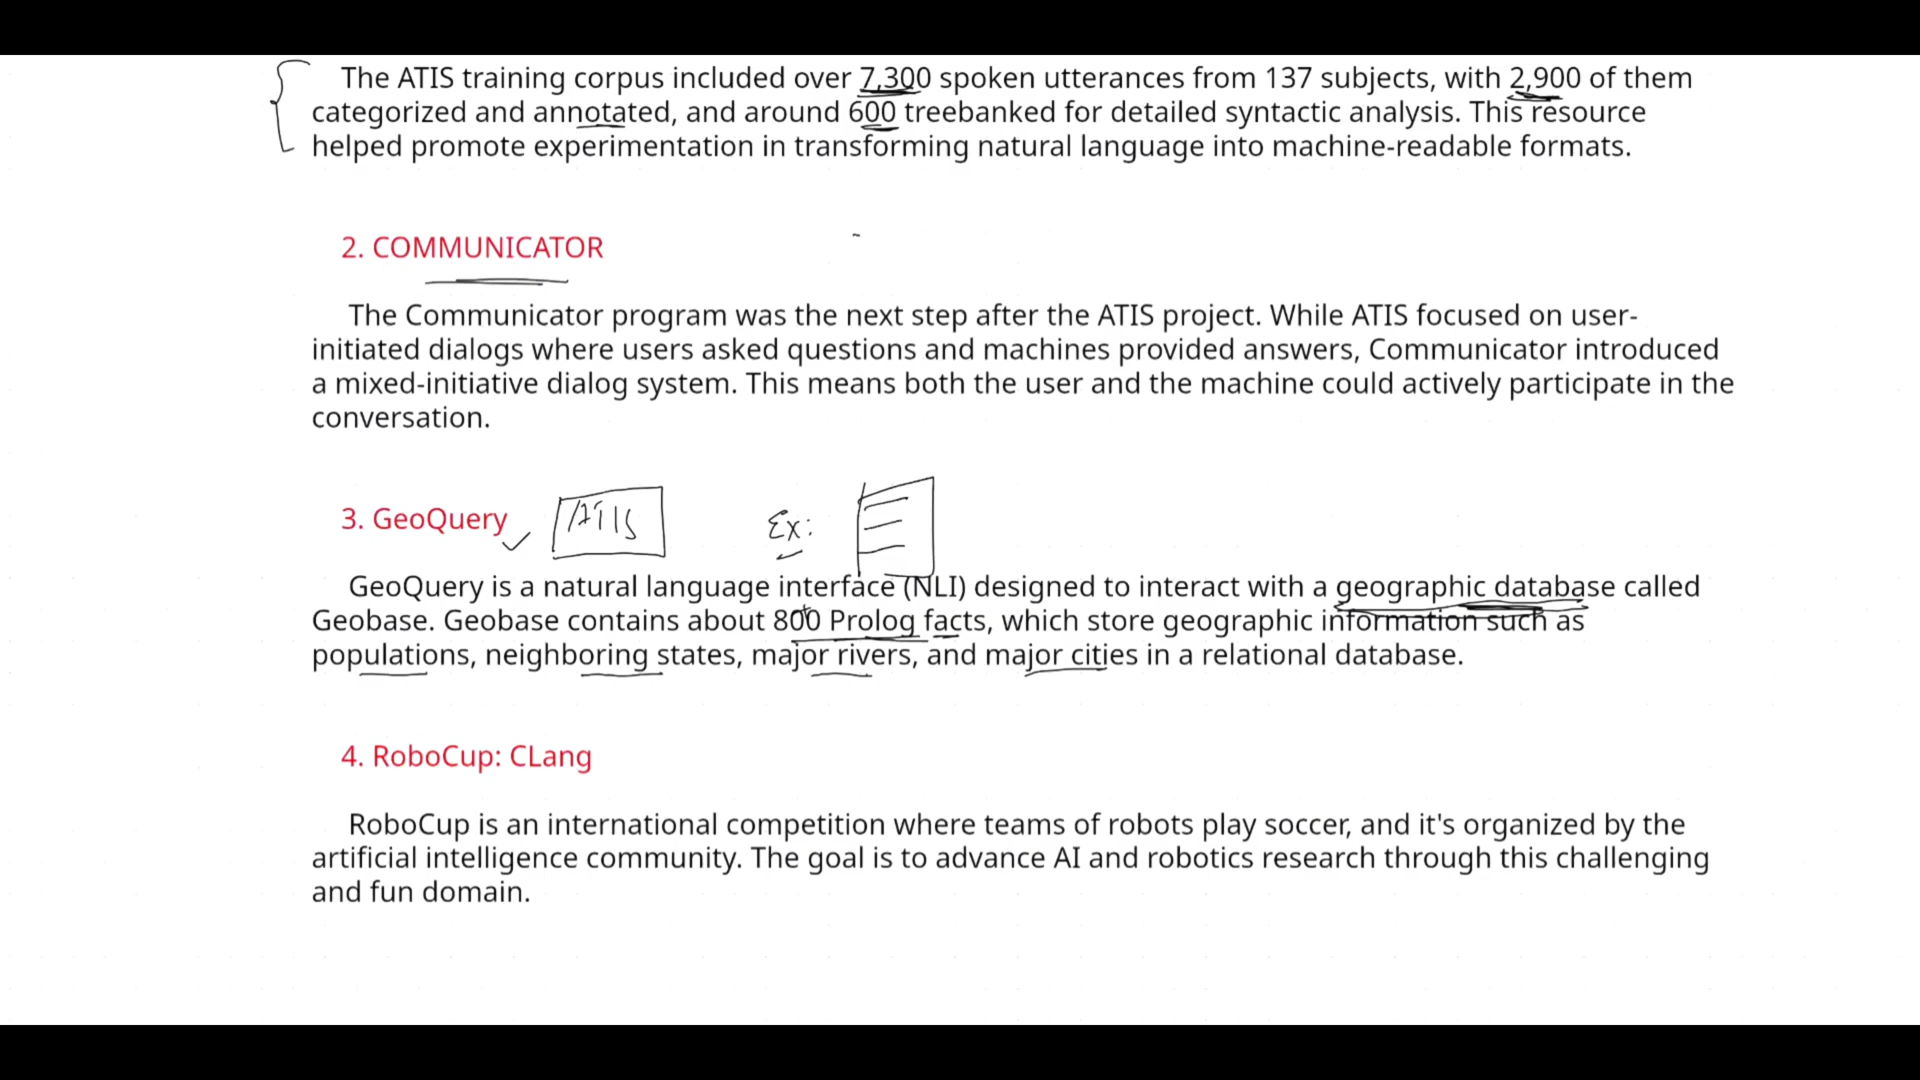 The ATIS training corpus included over 7,300 spoken utterances from 137 subjects, with 2,900 of them
categorized and annotated, and around 600 treebanked for detailed syntactic analysis. This resource
helped promote experimentation in transforming natural language into machine-readable formats.
2. COMMUNICATOR
The Communicator program was the next step after the ATIS project. While ATIS focused on user-
initiated dialogs where users asked questions and machines provided answers, Communicator introduced
a mixed-initiative dialog system. This means both the user and the machine could actively participate in the
conversation.
3. GeoQuery ATIS Ex:
GeoQuery is a natural language interface (NLI) designed to interact with a geographic database called
Geobase. Geobase contains about 800 Prolog facts, which store geographic information such as
populations, neighboring states, major rivers, and major cities in a relational database.
4. RoboCup: CLang
RoboCup is an international competition where teams of robots play soccer, and it's organized by the
artificial intelligence community. The goal is to advance AI and robotics research through this challenging
and fun domain.